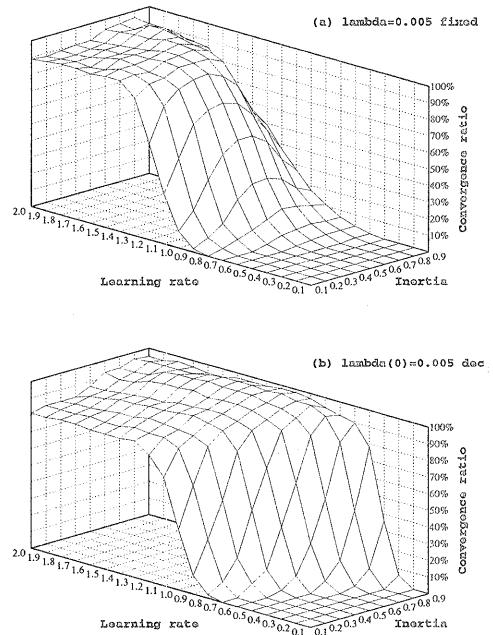 (a) lambda=0.005 fixed
100%
90%
80%
70%
60%
50%
40%
30%
20%
10%
Convergence ratio
2.0 1.9 1.8 1.7 1.6 1.5 1.4 1.3 1.2 1.1 1.0 0.9 0.8 0.7 0.6 0.5 0.4 0.3 0.2 0.1
0.1 0.2 0.3 0.4 0.5 0.6 0.7 0.8 0.9
Learning rate
Inertia
(b) lambda(0)=0.005 dec
100%
90%
80%
70%
60%
50%
40%
30%
20%
10%
Convergence ratio
2.0 1.9 1.8 1.7 1.6 1.5 1.4 1.3 1.2 1.1 1.0 0.9 0.8 0.7 0.6 0.5 0.4 0.3 0.2 0.1
0.1 0.2 0.3 0.4 0.5 0.6 0.7 0.8 0.9
Learning rate
Inertia